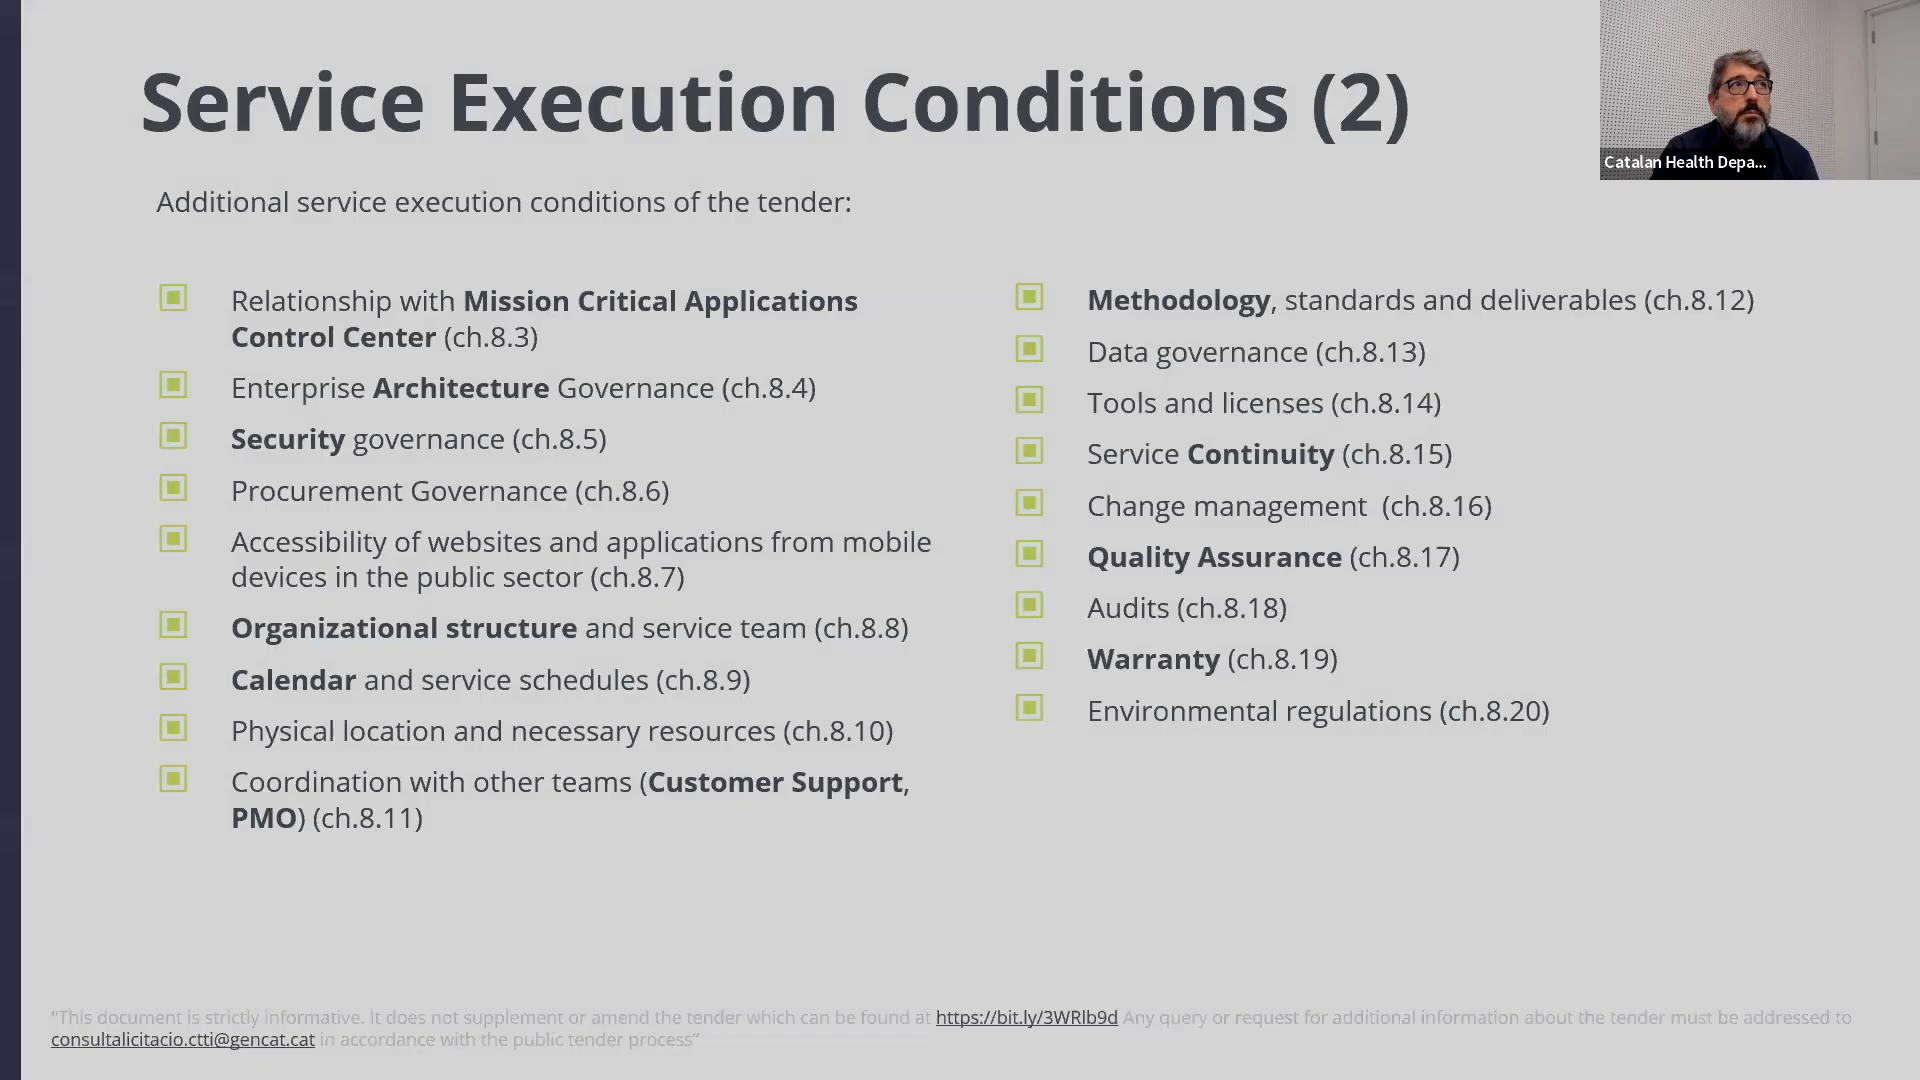 Service Execution Conditions (2)
Catalan Health Depa...
Additional service execution conditions of the tender:
Relationship with Mission Critical Applications
Control Center (ch.8.3)
Enterprise Architecture Governance (ch.8.4)
Security governance (ch.8.5)
Procurement Governance (ch.8.6)
Accessibility of websites and applications from mobile
devices in the public sector (ch.8.7)
Organizational structure and service team (ch.8.8)
Calendar and service schedules (ch.8.9)
Physical location and necessary resources (ch.8.10)
Coordination with other teams (Customer Support,
PMO) (ch.8.11)
Methodology, standards and deliverables (ch.8.12)
Data governance (ch.8.13)
Tools and licenses (ch.8.14)
Service Continuity (ch.8.15)
Change management  (ch.8.16)
Quality Assurance (ch.8.17)
Audits (ch.8.18)
Warranty (ch.8.19)
Environmental regulations (ch.8.20)
"This document is strictly informative. It does not supplement or amend the tender which can be found at https://bit.ly/3WRlb9d Any query or request for additional information about the tender must be addressed to
consultalicitacio.ctti@gencat.cat in accordance with the public tender process"